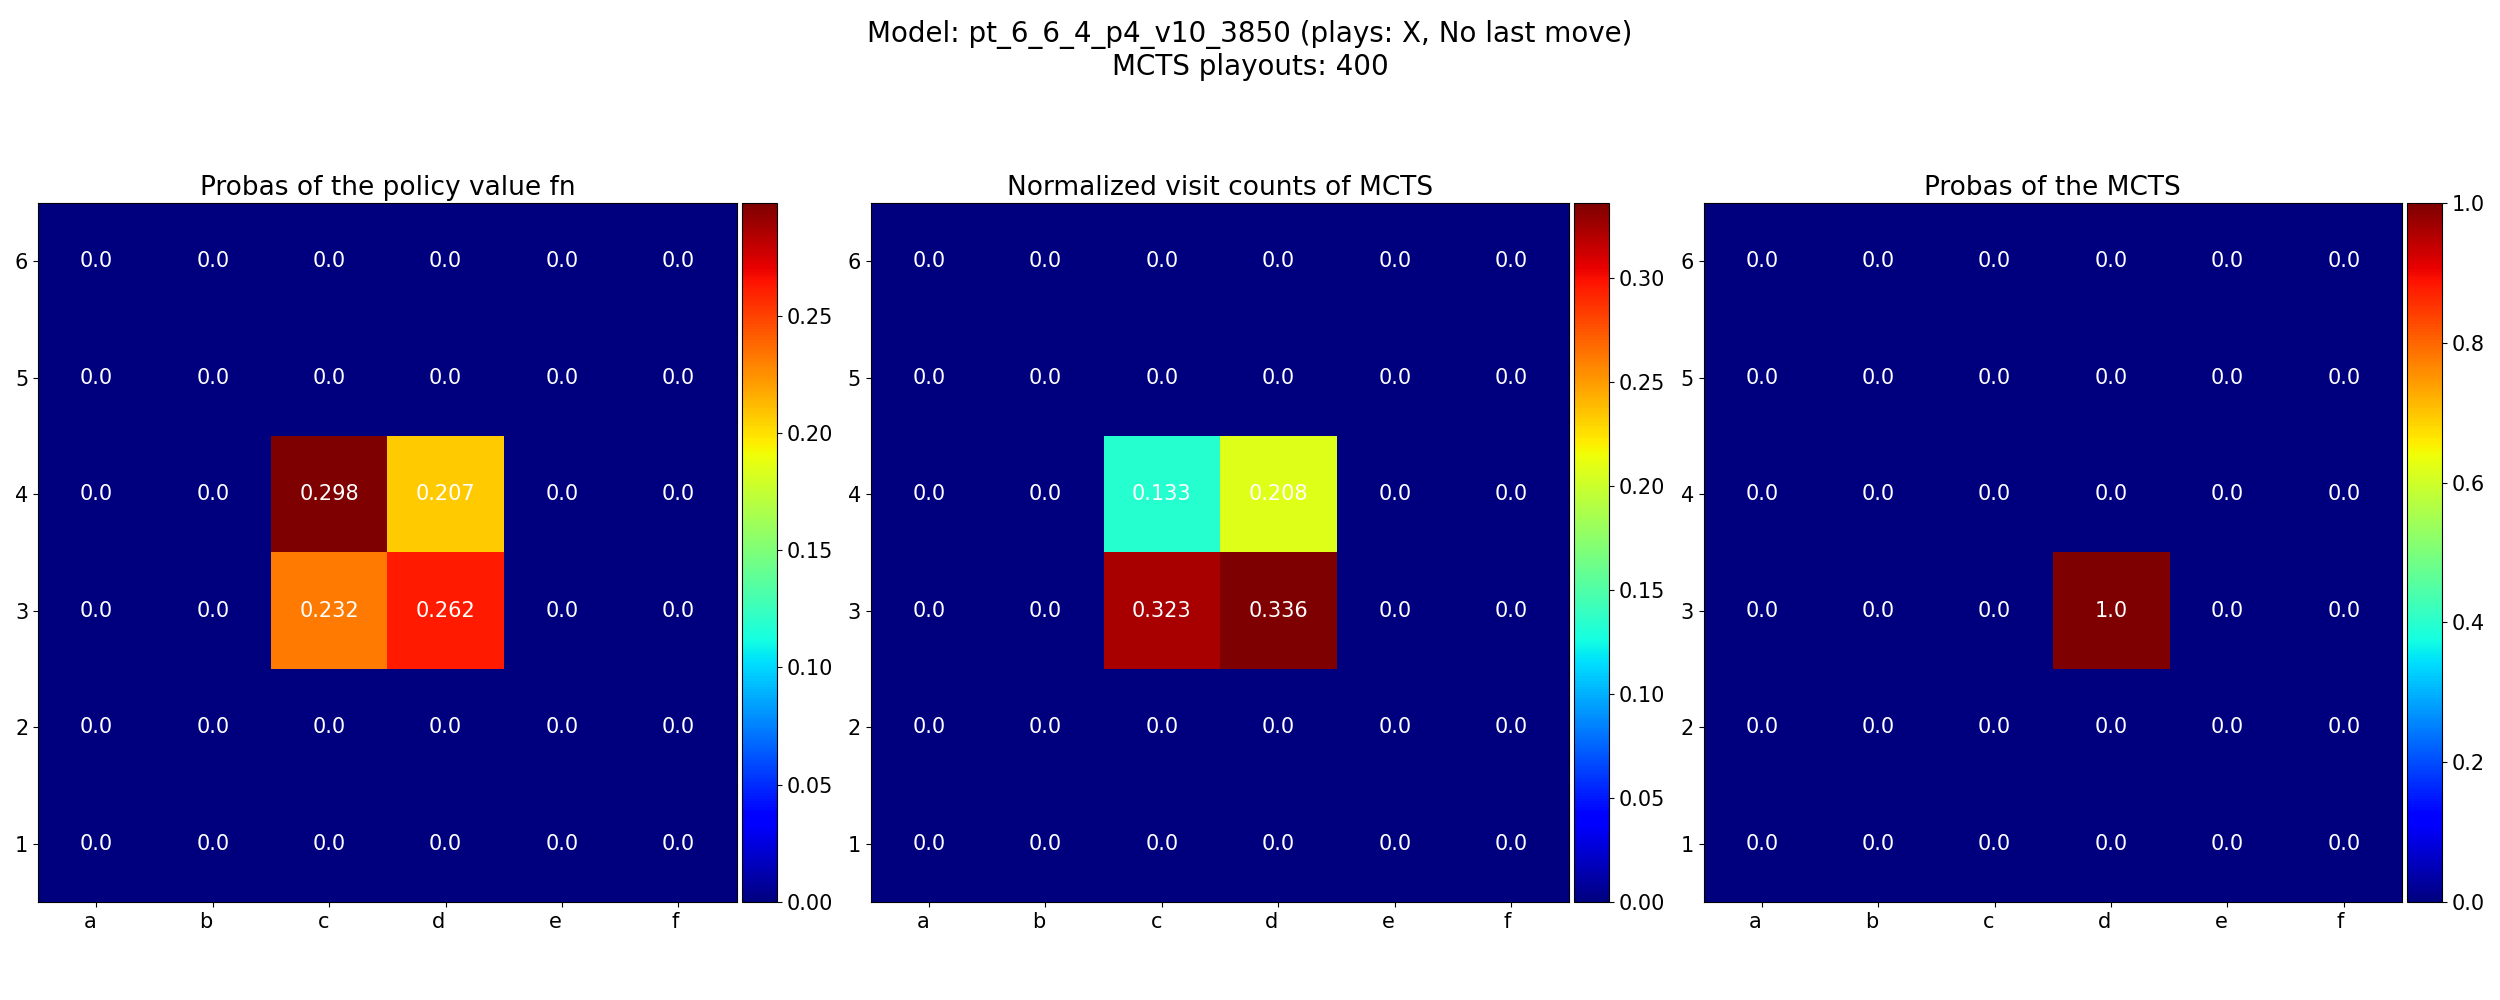 Model: pt_6_6_4_p4_v10_3850 (plays: X, No last move)
MCTS playouts: 400
Probas of the policy value fn
6 0.0 0.0 0.0 0.0 0.0 0.0
5 0.0 0.0 0.0 0.0 0.0 0.0
4 0.0 0.0 0.298 0.207 0.0 0.0
3 0.0 0.0 0.232 0.262 0.0 0.0
2 0.0 0.0 0.0 0.0 0.0 0.0
1 0.0 0.0 0.0 0.0 0.0 0.0
a b c d e f
0.25
0.20
0.15
0.10
0.05
0.00
Normalized visit counts of MCTS
6 0.0 0.0 0.0 0.0 0.0 0.0
5 0.0 0.0 0.0 0.0 0.0 0.0
4 0.0 0.0 0.133 0.208 0.0 0.0
3 0.0 0.0 0.323 0.336 0.0 0.0
2 0.0 0.0 0.0 0.0 0.0 0.0
1 0.0 0.0 0.0 0.0 0.0 0.0
a b c d e f
0.30
0.25
0.20
0.15
0.10
0.05
0.00
Probas of the MCTS
6 0.0 0.0 0.0 0.0 0.0 0.0
5 0.0 0.0 0.0 0.0 0.0 0.0
4 0.0 0.0 0.0 0.0 0.0 0.0
3 0.0 0.0 0.0 1.0 0.0 0.0
2 0.0 0.0 0.0 0.0 0.0 0.0
1 0.0 0.0 0.0 0.0 0.0 0.0
a b c d e f
1.0
0.8
0.6
0.4
0.2
0.0